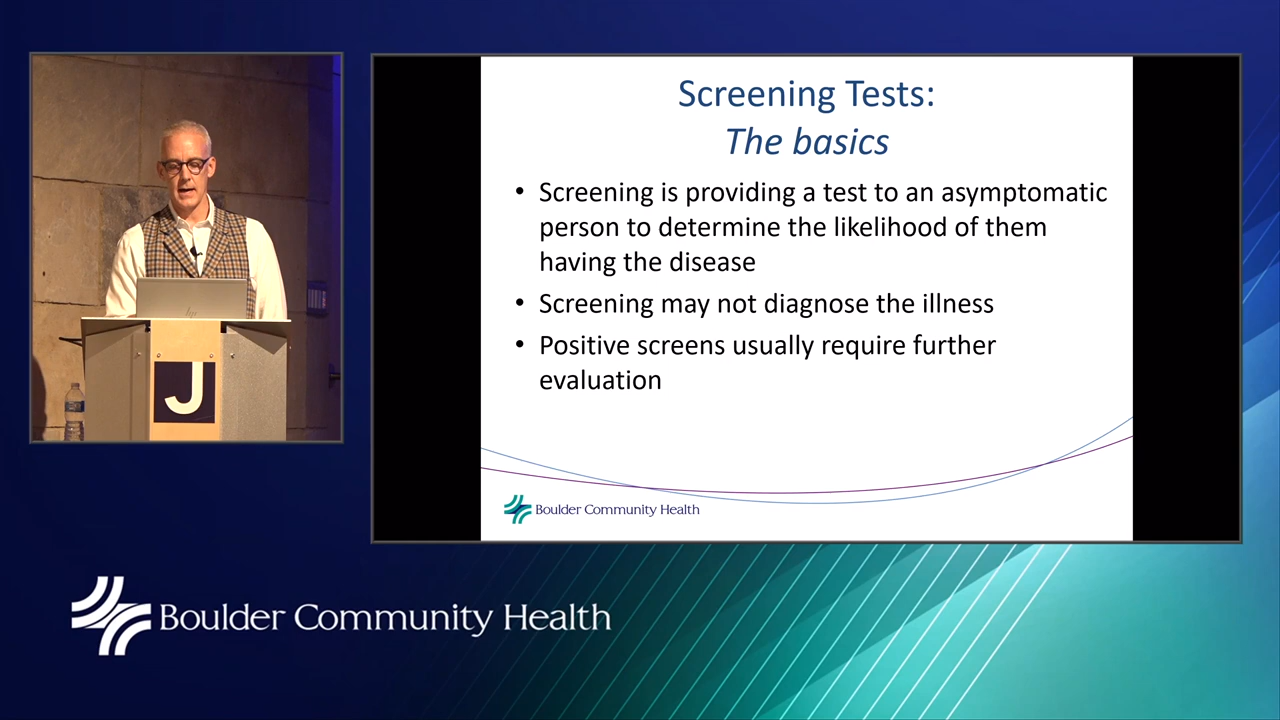 Screening Tests:
The basics
• Screening is providing a test to an asymptomatic
person to determine the likelihood of them
having the disease
• Screening may not diagnose the illness
• Positive screens usually require further
evaluation
Boulder Community Health
hp
J
Boulder Community Health